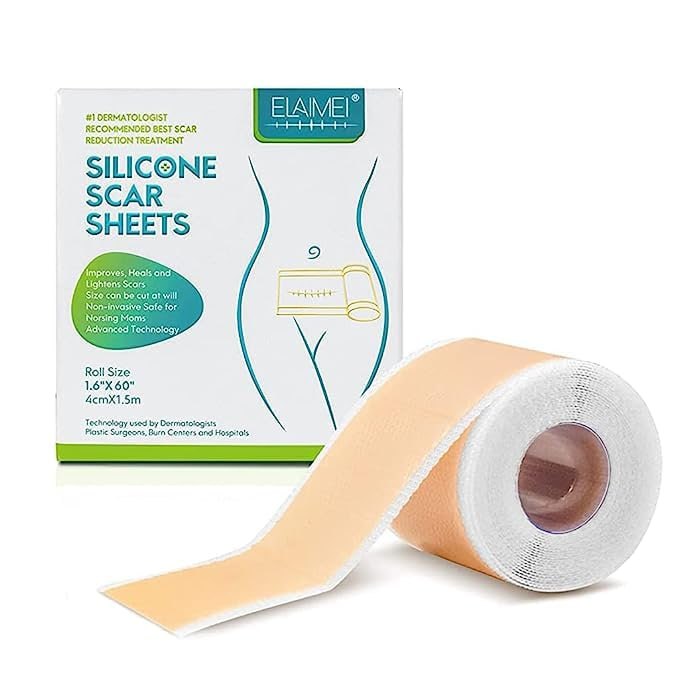 ELAIMEI®
#1 DERMATOLOGIST
RECOMMENDED BEST SCAR
REDUCTION TREATMENT
SILICONE
SCAR
SHEETS
Improves, Heals and
Lightens Scars
Size can be cut at will
Non-invasive Safe for
Norsing Moms
Advanced Technology
Roll Size
1.6"X 60"
4cmX1.5m
Technology used by Dermatologists
Plastic Surgeons, Burn Centers and Hospitals